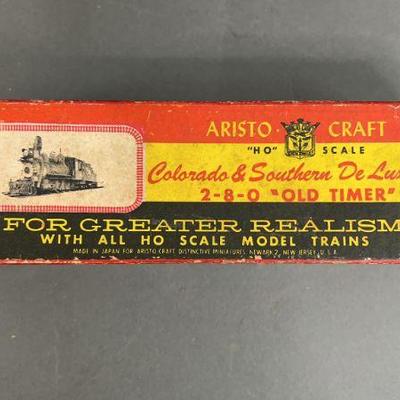 ARISTO CRAFT
"HO" SCALE
Colorado & Southern De Lux
2-8-0 "OLD TIMER"
FOR GREATER REALISM
WITH ALL HO SCALE MODEL TRAINS
MADE IN JAPAN FOR ARISTO CRAFT DISTINCTIVE MINIATURES, NEWARK 2, NEW JERSEY, U.S.A.